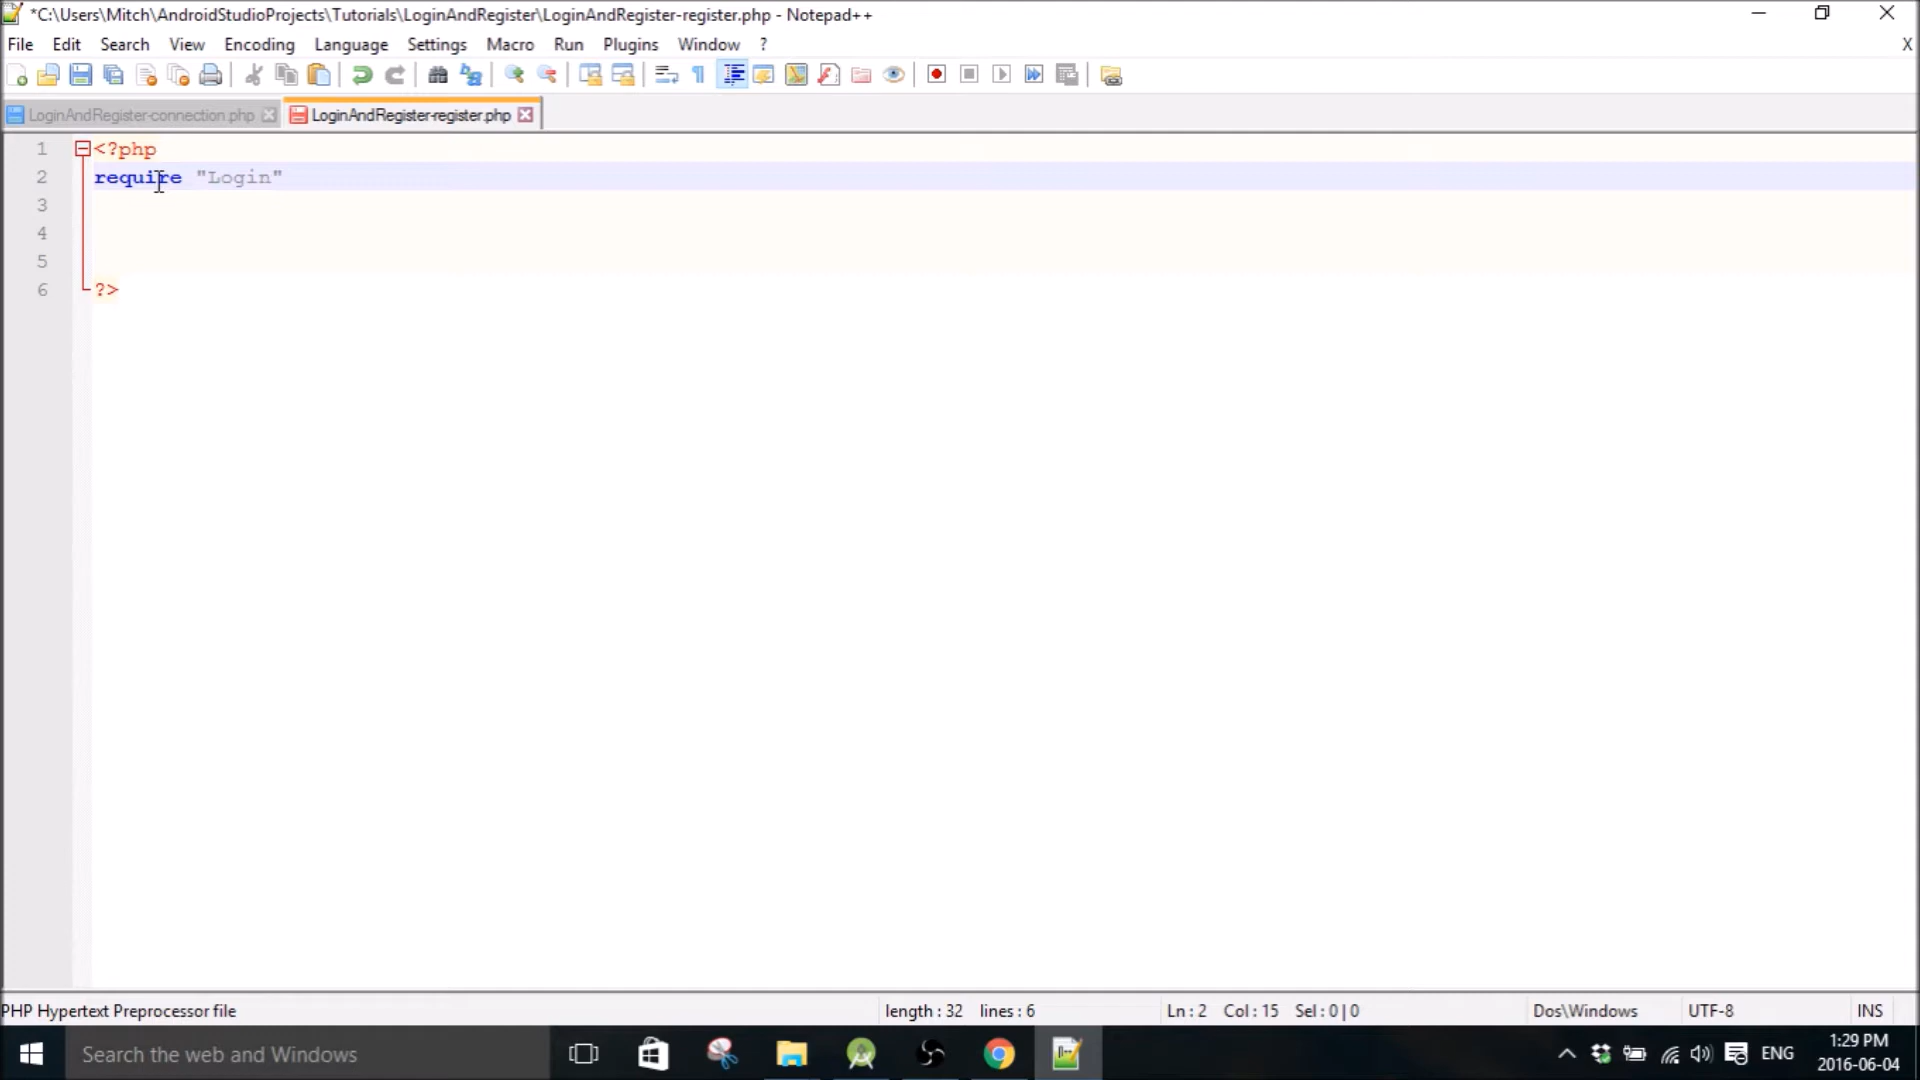 *C:\Users\Mitch\AndroidStudioProjects\Tutorials\LoginAndRegister\LoginAndRegister-register.php - Notepad++
File Edit Search View Encoding Language Settings Macro Run Plugins Window ? X
LoginAndRegister-connection.php LoginAndRegister-register.php
1 <?php
2 require "Login"
3
4
5
6 ?>
PHP Hypertext Preprocessor file length : 32 lines : 6 Ln : 2 Col : 15 Sel : 0 | 0 Dos\Windows UTF-8 INS
Search the web and Windows ENG 1:29 PM
2016-06-04